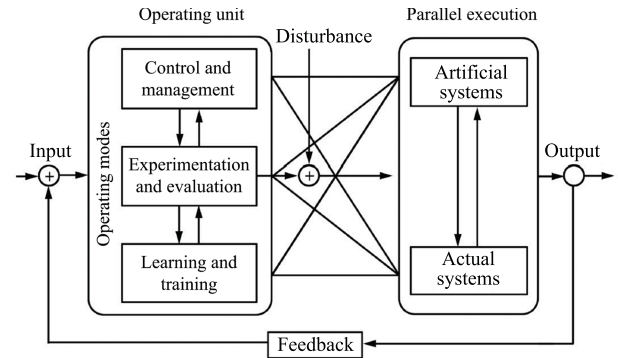 Operating unit
Parallel execution
Disturbance
Control and
management
Artificial
systems
Input
Operating modes
Experimentation
and evaluation
Output
Learning and
training
Actual
systems
Feedback